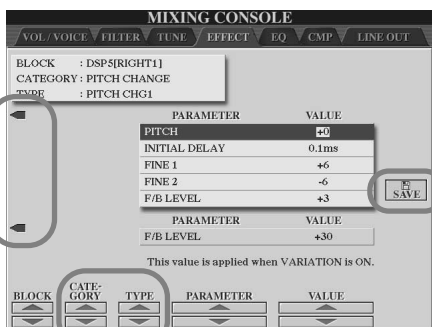 MIXING CONSOLE
VOL / VOICE FILTER TUNE EFFECT EQ CMP LINE OUT
BLOCK : DSP5[RIGHT1]
CATEGORY : PITCH CHANGE
TYPE : PITCH CHG1
PARAMETER VALUE
PITCH +0
INITIAL DELAY 0.1ms
FINE 1 +6
FINE 2 -6
F/B LEVEL +3
SAVE
PARAMETER VALUE
F/B LEVEL +30
This value is applied when VARIATION is ON.
BLOCK CATE-GORY TYPE PARAMETER VALUE